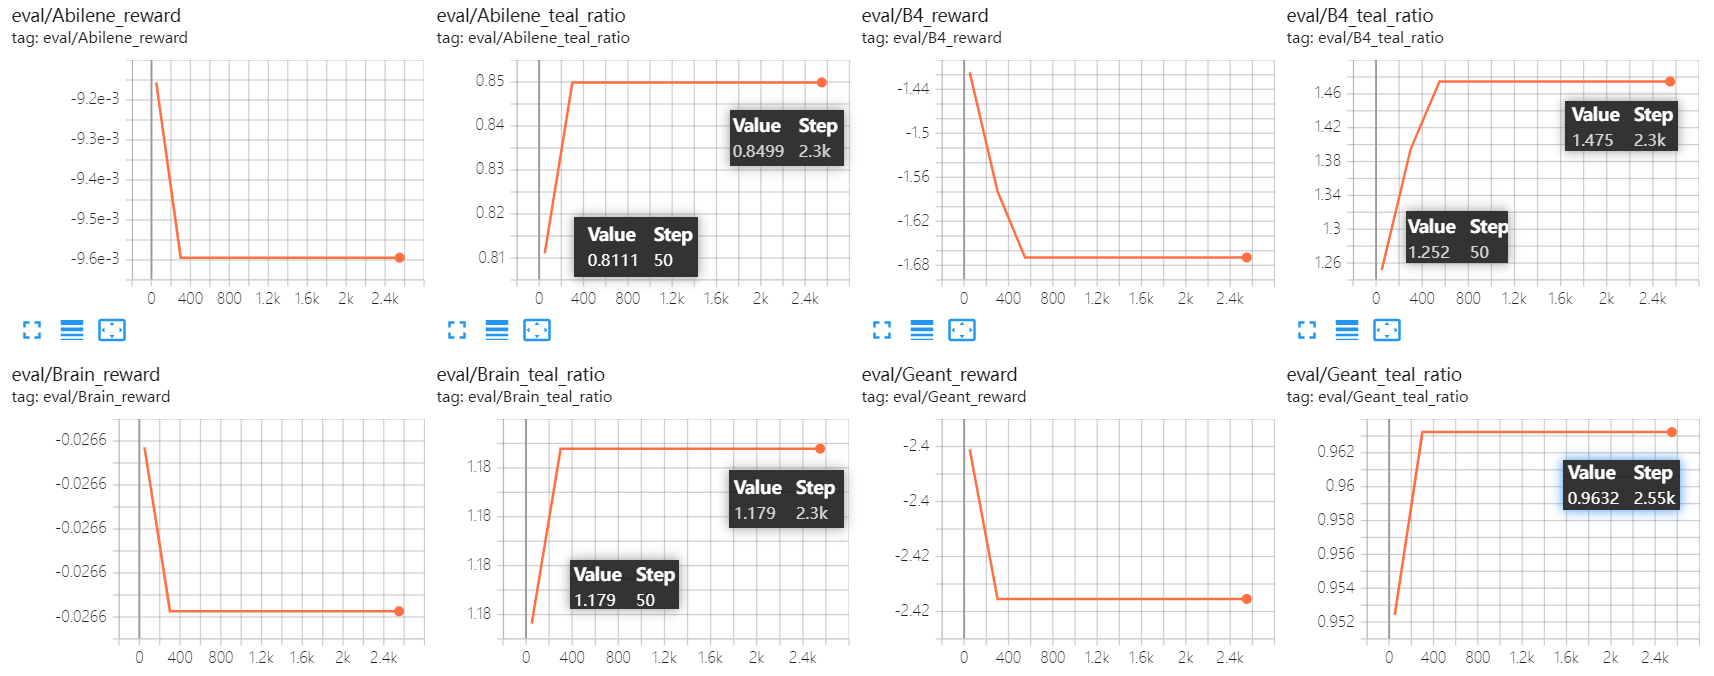 eval/Abilene_reward
tag: eval/Abilene_reward
-9.2e-3
-9.3e-3
-9.4e-3
-9.5e-3
-9.6e-3
0 400 800 1.2k 1.6k 2k 2.4k
eval/Abilene_teal_ratio
tag: eval/Abilene_teal_ratio
0.85
0.84
0.83
0.82
0.81
Value Step
0.8499 2.3k
Value Step
0.8111 50
0 400 800 1.2k 1.6k 2k 2.4k
eval/B4_reward
tag: eval/B4_reward
-1.44
-1.5
-1.56
-1.62
-1.68
0 400 800 1.2k 1.6k 2k 2.4k
eval/B4_teal_ratio
tag: eval/B4_teal_ratio
1.46
1.42
1.38
1.34
1.3
1.26
Value Step
1.475 2.3k
Value Step
1.252 50
0 400 800 1.2k 1.6k 2k 2.4k
eval/Brain_reward
tag: eval/Brain_reward
-0.0266
-0.0266
-0.0266
-0.0266
-0.0266
0 400 800 1.2k 1.6k 2k 2.4k
eval/Brain_teal_ratio
tag: eval/Brain_teal_ratio
1.18
1.18
1.18
1.18
Value Step
1.179 2.3k
Value Step
1.179 50
0 400 800 1.2k 1.6k 2k 2.4k
eval/Geant_reward
tag: eval/Geant_reward
-2.4
-2.4
-2.42
-2.42
0 400 800 1.2k 1.6k 2k 2.4k
eval/Geant_teal_ratio
tag: eval/Geant_teal_ratio
0.962
0.96
0.958
0.956
0.954
0.952
Value Step
0.9632 2.55k
0 400 800 1.2k 1.6k 2k 2.4k